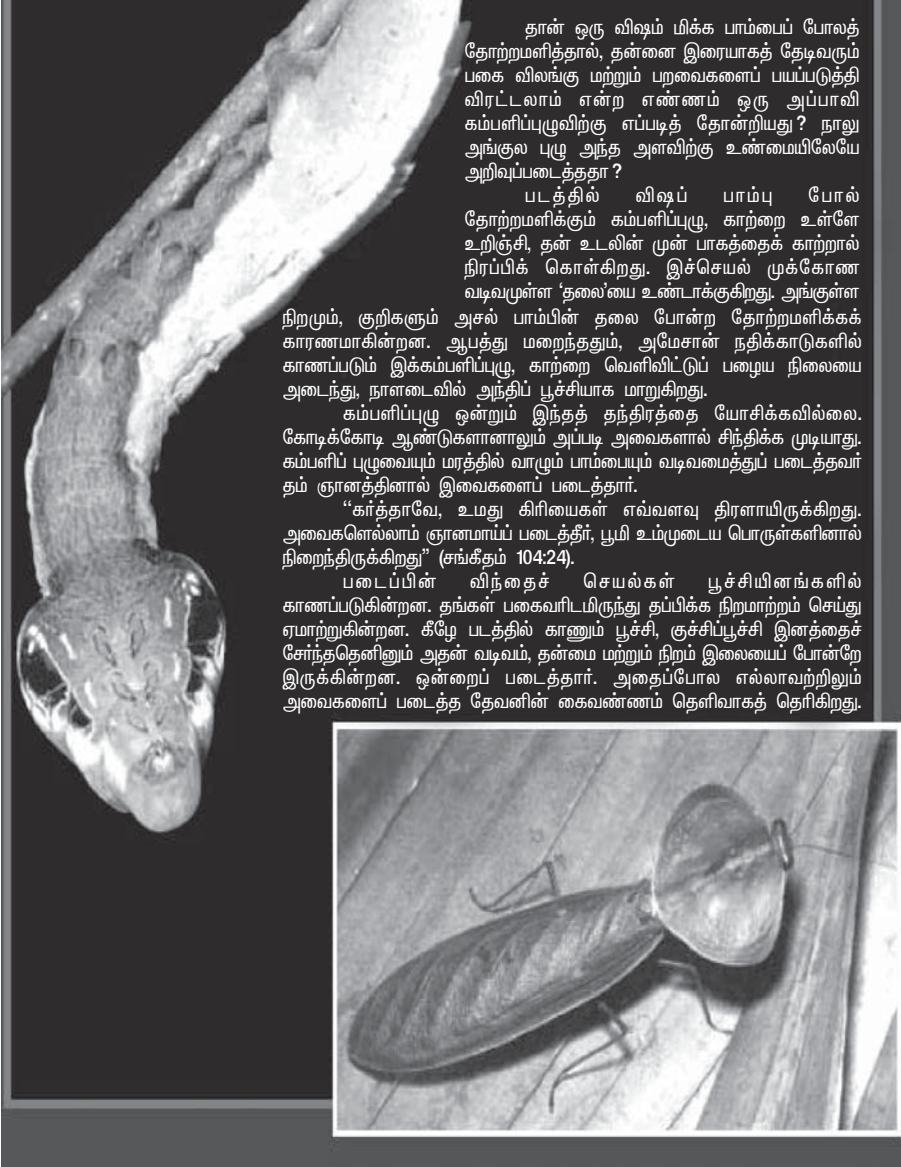 தான் ஒரு விஷம் மிக்க பாம்பைப் போலத்
தோற்றமளித்தால், தன்னை இரையாகத் தேடிவரும்
பகை விலங்கு மற்றும் பறவைகளைப் பயப்படுத்தி
விரட்டலாம் என்ற எண்ணம் ஒரு அப்பாவி
கம்பளிப்புழுவிற்கு எப்படித் தோன்றியது? நாலு
அங்குல புழு அந்த அளவிற்கு உண்மையிலேயே
அறிவுப்படைத்ததா?
படத்தில் விஷப் பாம்பு போல்
தோற்றமளிக்கும் கம்பளிப்புழு, காற்றை உள்ளே
உறிஞ்சி, தன் உடலின் முன் பாகத்தைக் காற்றால்
நிரப்பிக் கொள்கிறது. இச்செயல் முக்கோண
வடிவமுள்ள ‘தலை’யை உண்டாக்குகிறது. அங்குள்ள
நிறமும், குறிகளும் அசல் பாம்பின் தலை போன்ற தோற்றமளிக்கக்
காரணமாகின்றன. ஆபத்து மறைந்ததும், அமேசான் நதிக்காடுகளில்
காணப்படும் இக்கம்பளிப்புழு, காற்றை வெளிவிட்டுப் பழைய நிலையை
அடைந்து, நாளடைவில் அந்திப் பூச்சியாக மாறுகிறது.
கம்பளிப்புழு ஒன்றும் இந்தத் தந்திரத்தை யோசிக்கவில்லை.
கோடிக்கோடி ஆண்டுகளானாலும் அப்படி அவைகளால் சிந்திக்க முடியாது.
கம்பளிப் புழுவையும் மரத்தில் வாழும் பாம்பையும் வடிவமைத்துப் படைத்தவர்
தம் ஞானத்தினால் இவைகளைப் படைத்தார்.
“கர்த்தாவே, உமது கிரியைகள் எவ்வளவு திரளாயிருக்கிறது.
அவைகளெல்லாம் ஞானமாய்ப் படைத்தீர், பூமி உம்முடைய பொருள்களினால்
நிறைந்திருக்கிறது” (சங்கீதம் 104:24).
படைப்பின் விந்தைச் செயல்கள் பூச்சியினங்களில்
காணப்படுகின்றன. தங்கள் பகைவரிடமிருந்து தப்பிக்க நிறமாற்றம் செய்து
ஏமாற்றுகின்றன. கீழே படத்தில் காணும் பூச்சி, குச்சிப்பூச்சி இனத்தைச்
சேர்ந்ததெனினும் அதன் வடிவம், தன்மை மற்றும் நிறம் இலையைப் போன்றே
இருக்கின்றன. ஒன்றைப் படைத்தார். அதைப்போல எல்லாவற்றிலும்
அவைகளைப் படைத்த தேவனின் கைவண்ணம் தெளிவாகத் தெரிகிறது.